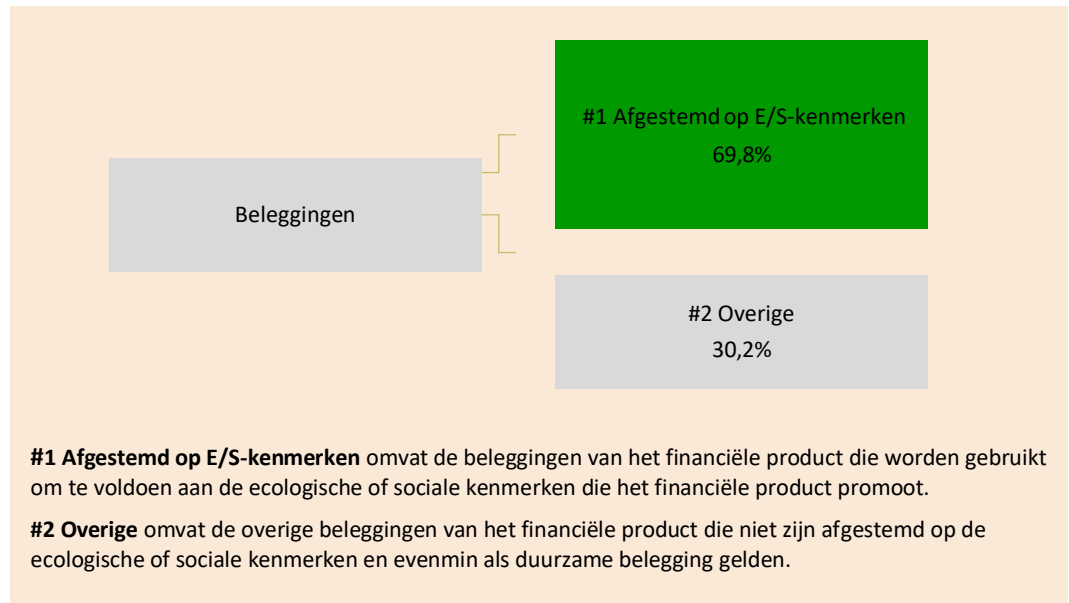 #1 Afgestemd op E/S-kenmerken
69,8%
Beleggingen
#2 Overige
30,2%
#1 Afgestemd op E/S-kenmerken omvat de beleggingen van het financiële product die worden gebruikt
om te voldoen aan de ecologische of sociale kenmerken die het financiële product promoot.
#2 Overige omvat de overige beleggingen van het financiële product die niet zijn afgestemd op de
ecologische of sociale kenmerken en evenmin als duurzame belegging gelden.